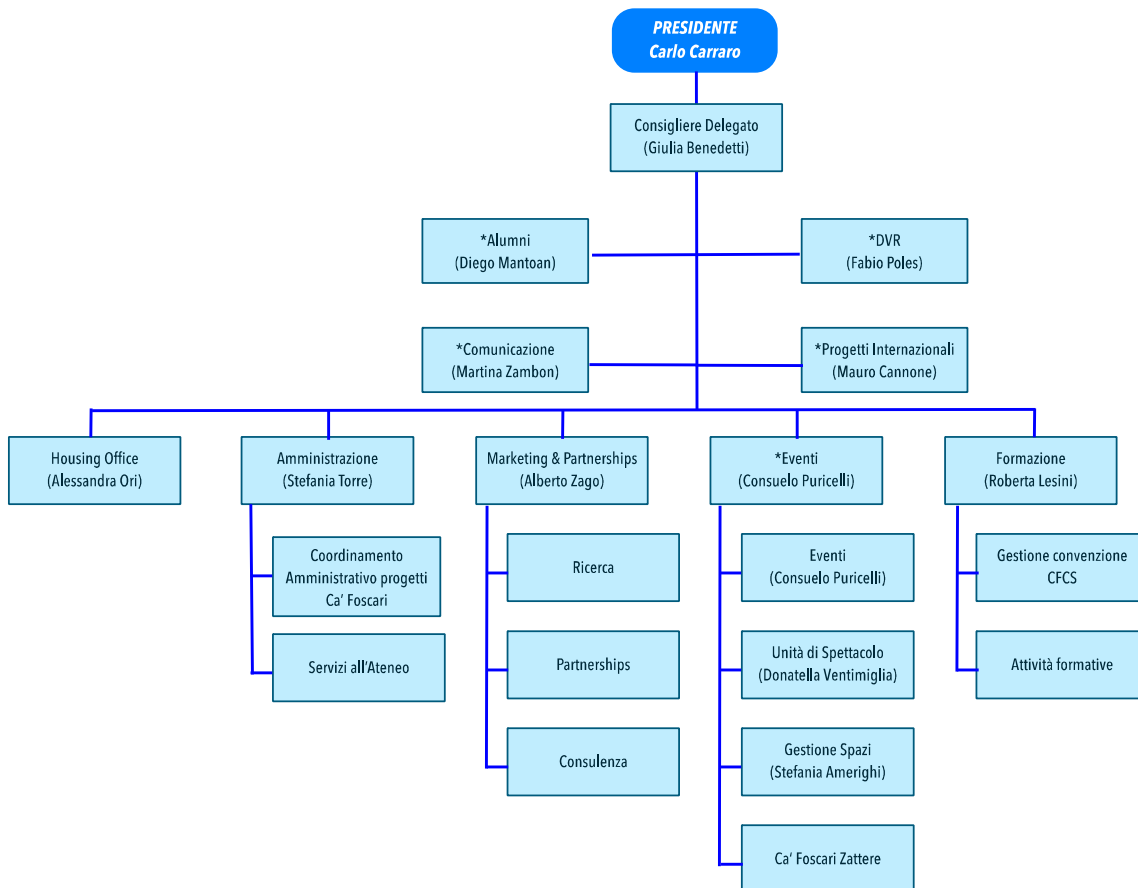 PRESIDENTE
Carlo Carraro
Consigliere Delegato
(Giulia Benedetti)
*Alumni
(Diego Mantoan)
*DVR
(Fabio Poles)
*Comunicazione
(Martina Zambon)
*Progetti Internazionali
(Mauro Cannone)
Housing Office
(Alessandra Ori)
Amministrazione
(Stefania Torre)
Marketing & Partnerships
(Alberto Zago)
*Eventi
(Consuelo Puricelli)
Formazione
(Roberta Lesini)
Coordinamento
Amministrativo progetti
Ca' Foscari
Servizi all'Ateneo
Ricerca
Partnerships
Consulenza
Eventi
(Consuelo Puricelli)
Unità di Spettacolo
(Donatella Ventimiglia)
Gestione Spazi
(Stefania Amerighi)
Ca' Foscari Zattere
Gestione convenzione
CFCS
Attività formative